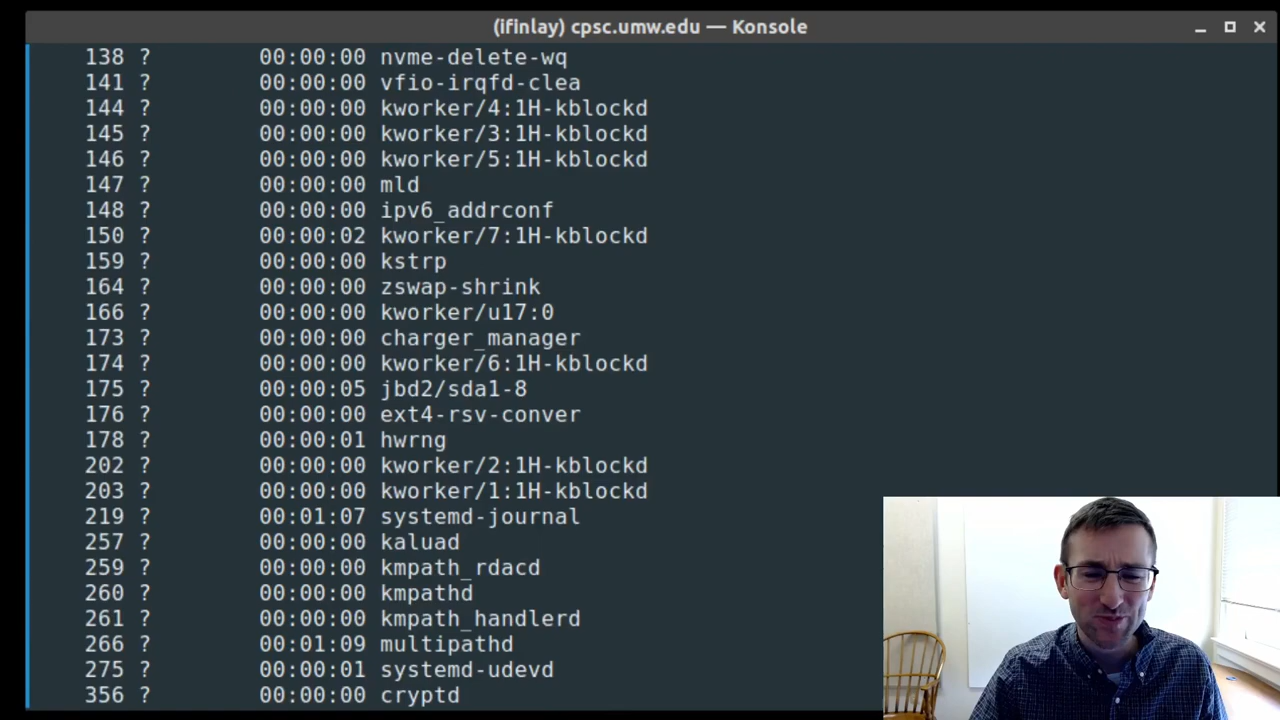 (ifinlay) cpsc.umw.edu — Konsole
138 ? 00:00:00 nvme-delete-wq
141 ? 00:00:00 vfio-irqfd-clea
144 ? 00:00:00 kworker/4:1H-kblockd
145 ? 00:00:00 kworker/3:1H-kblockd
146 ? 00:00:00 kworker/5:1H-kblockd
147 ? 00:00:00 mld
148 ? 00:00:00 ipv6_addrconf
150 ? 00:00:02 kworker/7:1H-kblockd
159 ? 00:00:00 kstrp
164 ? 00:00:00 zswap-shrink
166 ? 00:00:00 kworker/u17:0
173 ? 00:00:00 charger_manager
174 ? 00:00:00 kworker/6:1H-kblockd
175 ? 00:00:05 jbd2/sda1-8
176 ? 00:00:00 ext4-rsv-conver
178 ? 00:00:01 hwrng
202 ? 00:00:00 kworker/2:1H-kblockd
203 ? 00:00:00 kworker/1:1H-kblockd
219 ? 00:01:07 systemd-journal
257 ? 00:00:00 kaluad
259 ? 00:00:00 kmpath_rdacd
260 ? 00:00:00 kmpathd
261 ? 00:00:00 kmpath_handlerd
266 ? 00:01:09 multipathd
275 ? 00:00:01 systemd-udevd
356 ? 00:00:00 cryptd